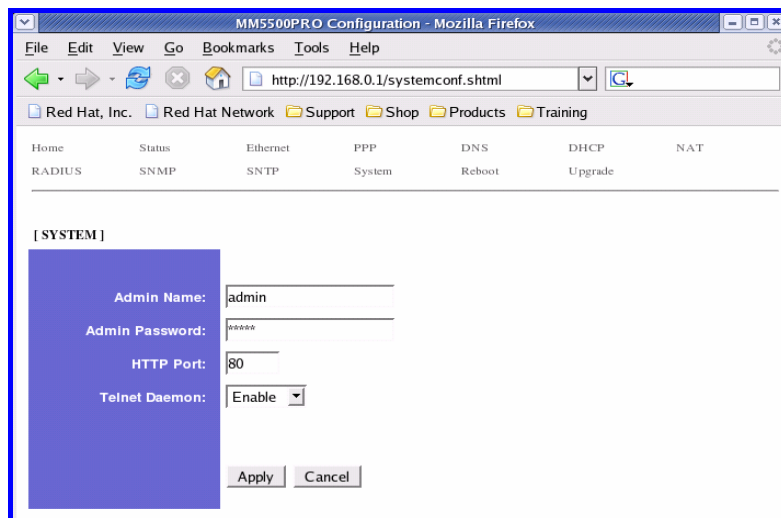 MM5500PRO Configuration - Mozilla Firefox
File Edit View Go Bookmarks Tools Help
http://192.168.0.1/systemconf.shtml G
Red Hat, Inc. Red Hat Network Support Shop Products Training
Home Status Ethernet PPP DNS DHCP NAT
RADIUS SNMP SNTP System Reboot Upgrade
[ SYSTEM ]
Admin Name: admin
Admin Password: *****
HTTP Port: 80
Telnet Daemon: Enable
Apply Cancel